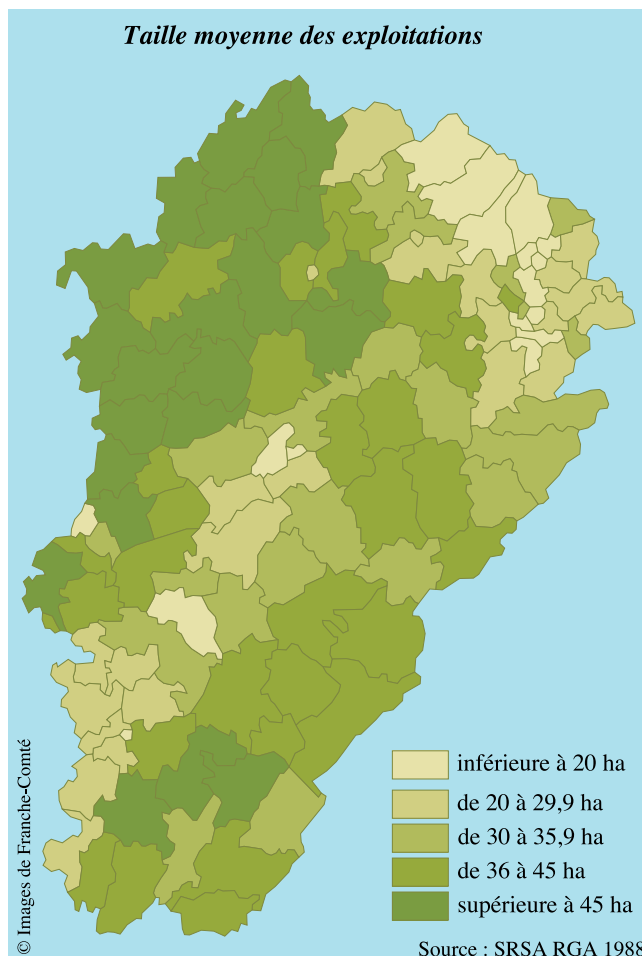 Taille moyenne des exploitations
inférieure à 20 ha
de 20 à 29,9 ha
de 30 à 35,9 ha
de 36 à 45 ha
supérieure à 45 ha
© Images de Franche-Comté
Source : SRSA RGA 1988